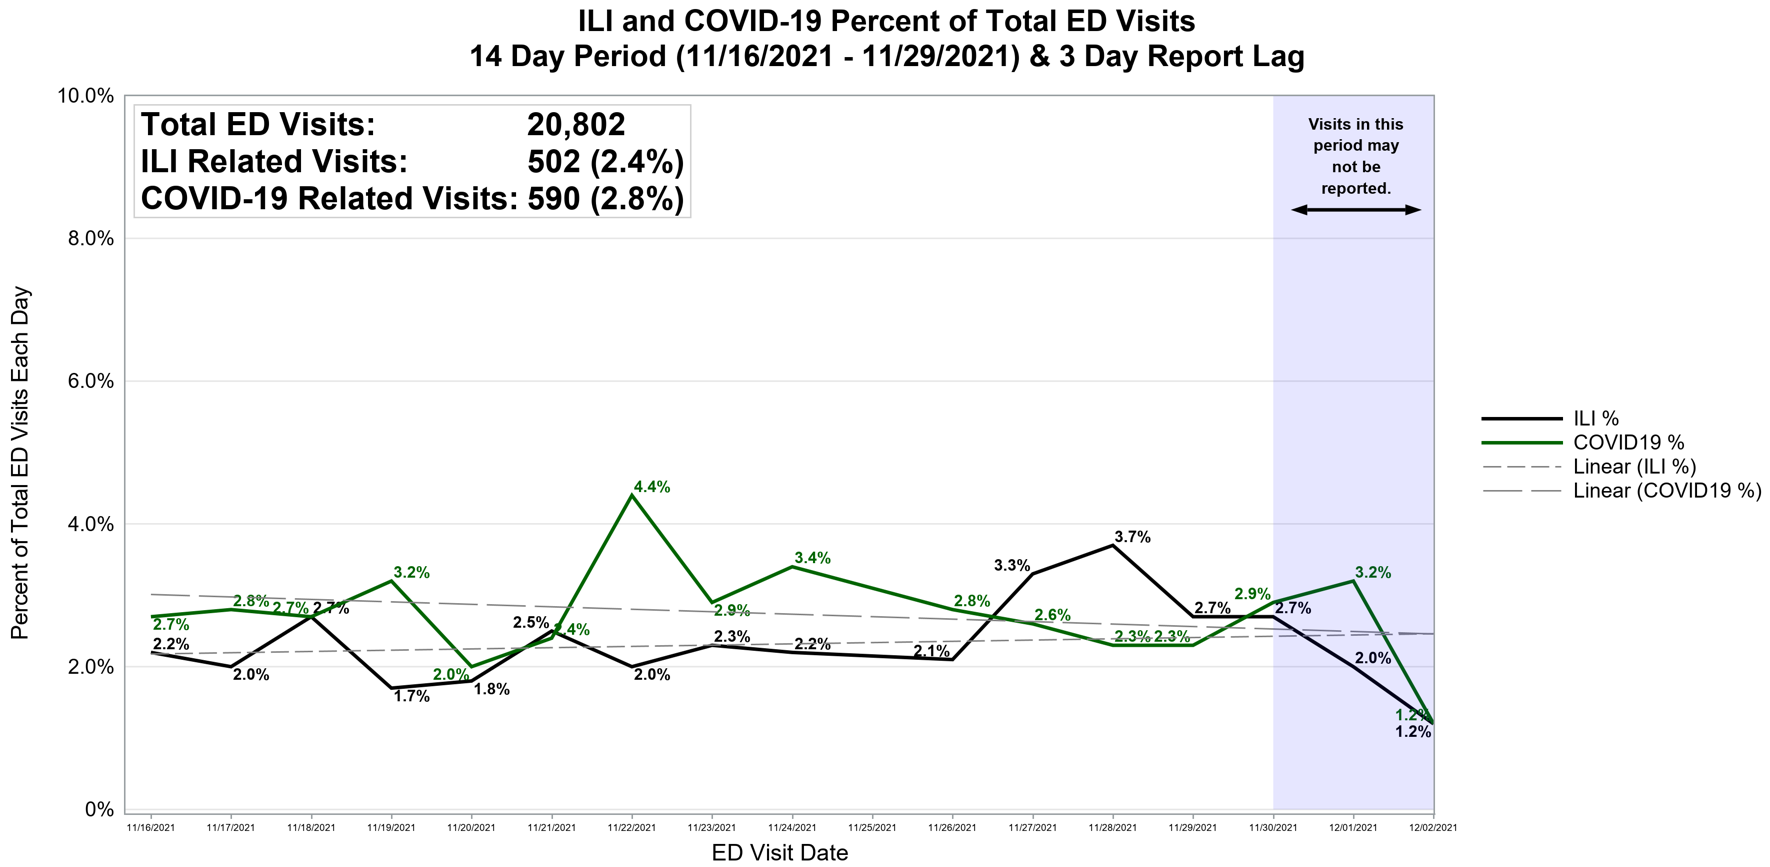 ILI and COVID-19 Percent of Total ED Visits
14 Day Period (11/16/2021 - 11/29/2021) & 3 Day Report Lag
Total ED Visits: 20,802
ILI Related Visits: 502 (2.4%)
COVID-19 Related Visits: 590 (2.8%)
Visits in this
period may
not be
reported.
Percent of Total ED Visits Each Day
10.0%
8.0%
6.0%
4.0%
2.0%
0%
2.7%
2.8%
2.7%
3.2%
2.0%
2.4%
4.4%
2.9%
3.4%
2.8%
2.6%
2.3%
2.3%
2.9%
3.2%
1.2%
2.2%
2.0%
2.7%
1.7%
1.8%
2.5%
2.0%
2.3%
2.2%
2.1%
3.3%
3.7%
2.7%
2.7%
2.0%
1.2%
11/16/2021 11/17/2021 11/18/2021 11/19/2021 11/20/2021 11/21/2021 11/22/2021 11/23/2021 11/24/2021 11/25/2021 11/26/2021 11/27/2021 11/28/2021 11/29/2021 11/30/2021 12/01/2021 12/02/2021
ED Visit Date
ILI %
COVID19 %
Linear (ILI %)
Linear (COVID19 %)